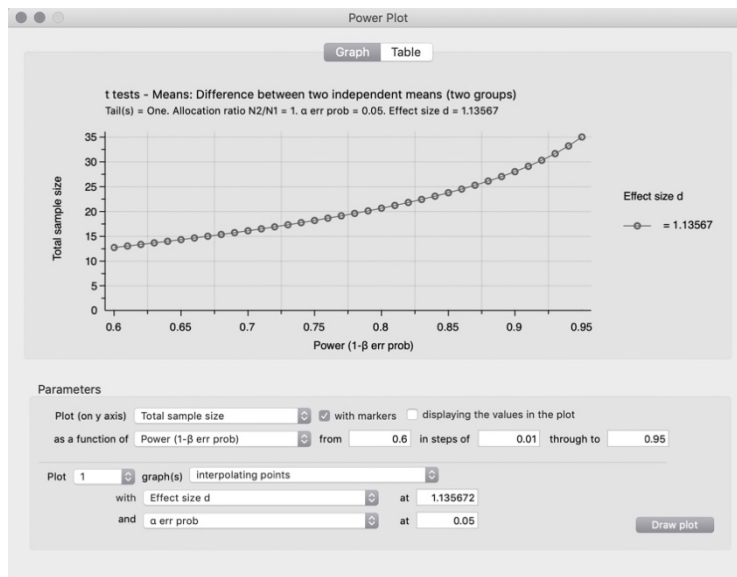 Power Plot
Graph Table
t tests - Means: Difference between two independent means (two groups)
Tail(s) = One. Allocation ratio N2/N1 = 1. α err prob = 0.05. Effect size d = 1.13567
35
30
25
20
15
10
5
0
Total sample size
0.6 0.65 0.7 0.75 0.8 0.85 0.9 0.95
Power (1-β err prob)
Effect size d
= 1.13567
Parameters
Plot (on y axis) Total sample size with markers displaying the values in the plot
as a function of Power (1-β err prob) from 0.6 in steps of 0.01 through to 0.95
Plot 1 graph(s) interpolating points
with Effect size d at 1.135672
and α err prob at 0.05
Draw plot